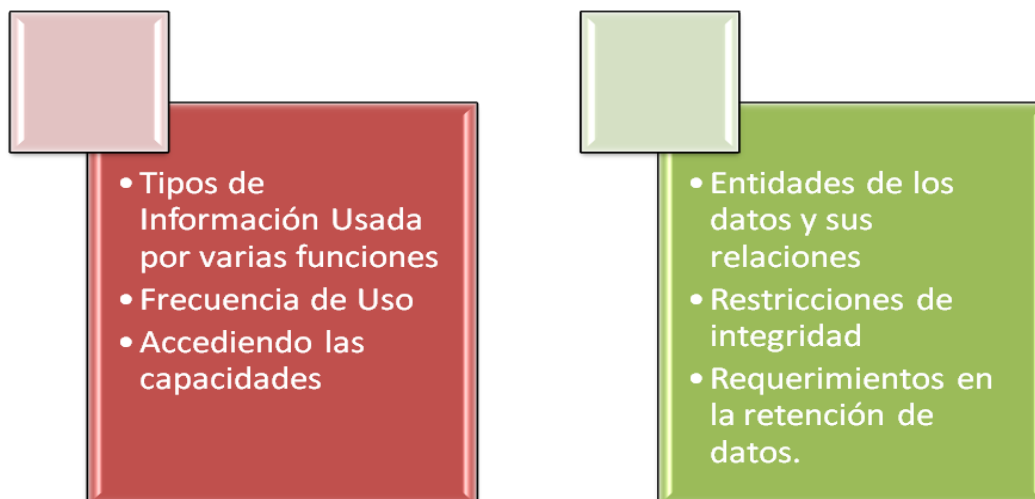 • Tipos de
Información Usada
por varias funciones
• Frecuencia de Uso
• Accediendo las
capacidades
• Entidades de los
datos y sus
relaciones
• Restricciones de
integridad
• Requerimientos en
la retención de
datos.